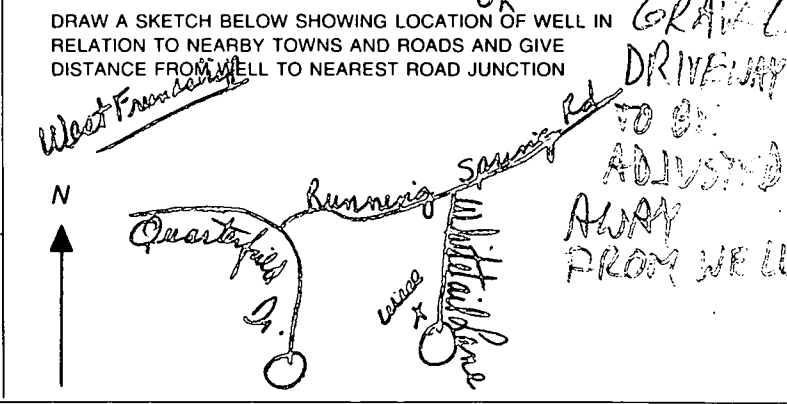 OR
DRAW A SKETCH BELOW SHOWING LOCATION OF WELL IN
RELATION TO NEARBY TOWNS AND ROADS AND GIVE
DISTANCE FROM WELL TO NEAREST ROAD JUNCTION
GRAVEL
DRIVEWAY
TO BE
ADJUSTED
AWAY
FROM WELL
West Friendship
N
Running Spring Rd
Quarterfield
Dr.
Well
Whitetail Lane